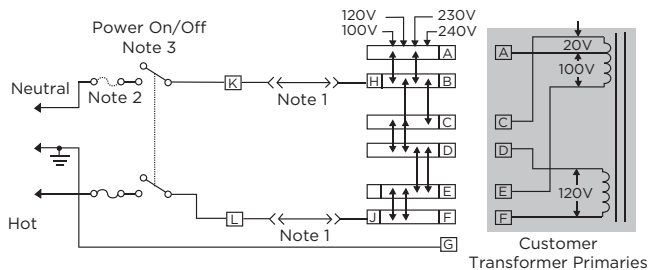 Power On/Off
Note 3
Neutral
Note 2
K
Note 1
Hot
L
Note 1
120V
230V
100V
240V
A
H
B
C
D
E
J
F
G
A
20V
100V
C
D
E
120V
F
Customer
Transformer Primaries